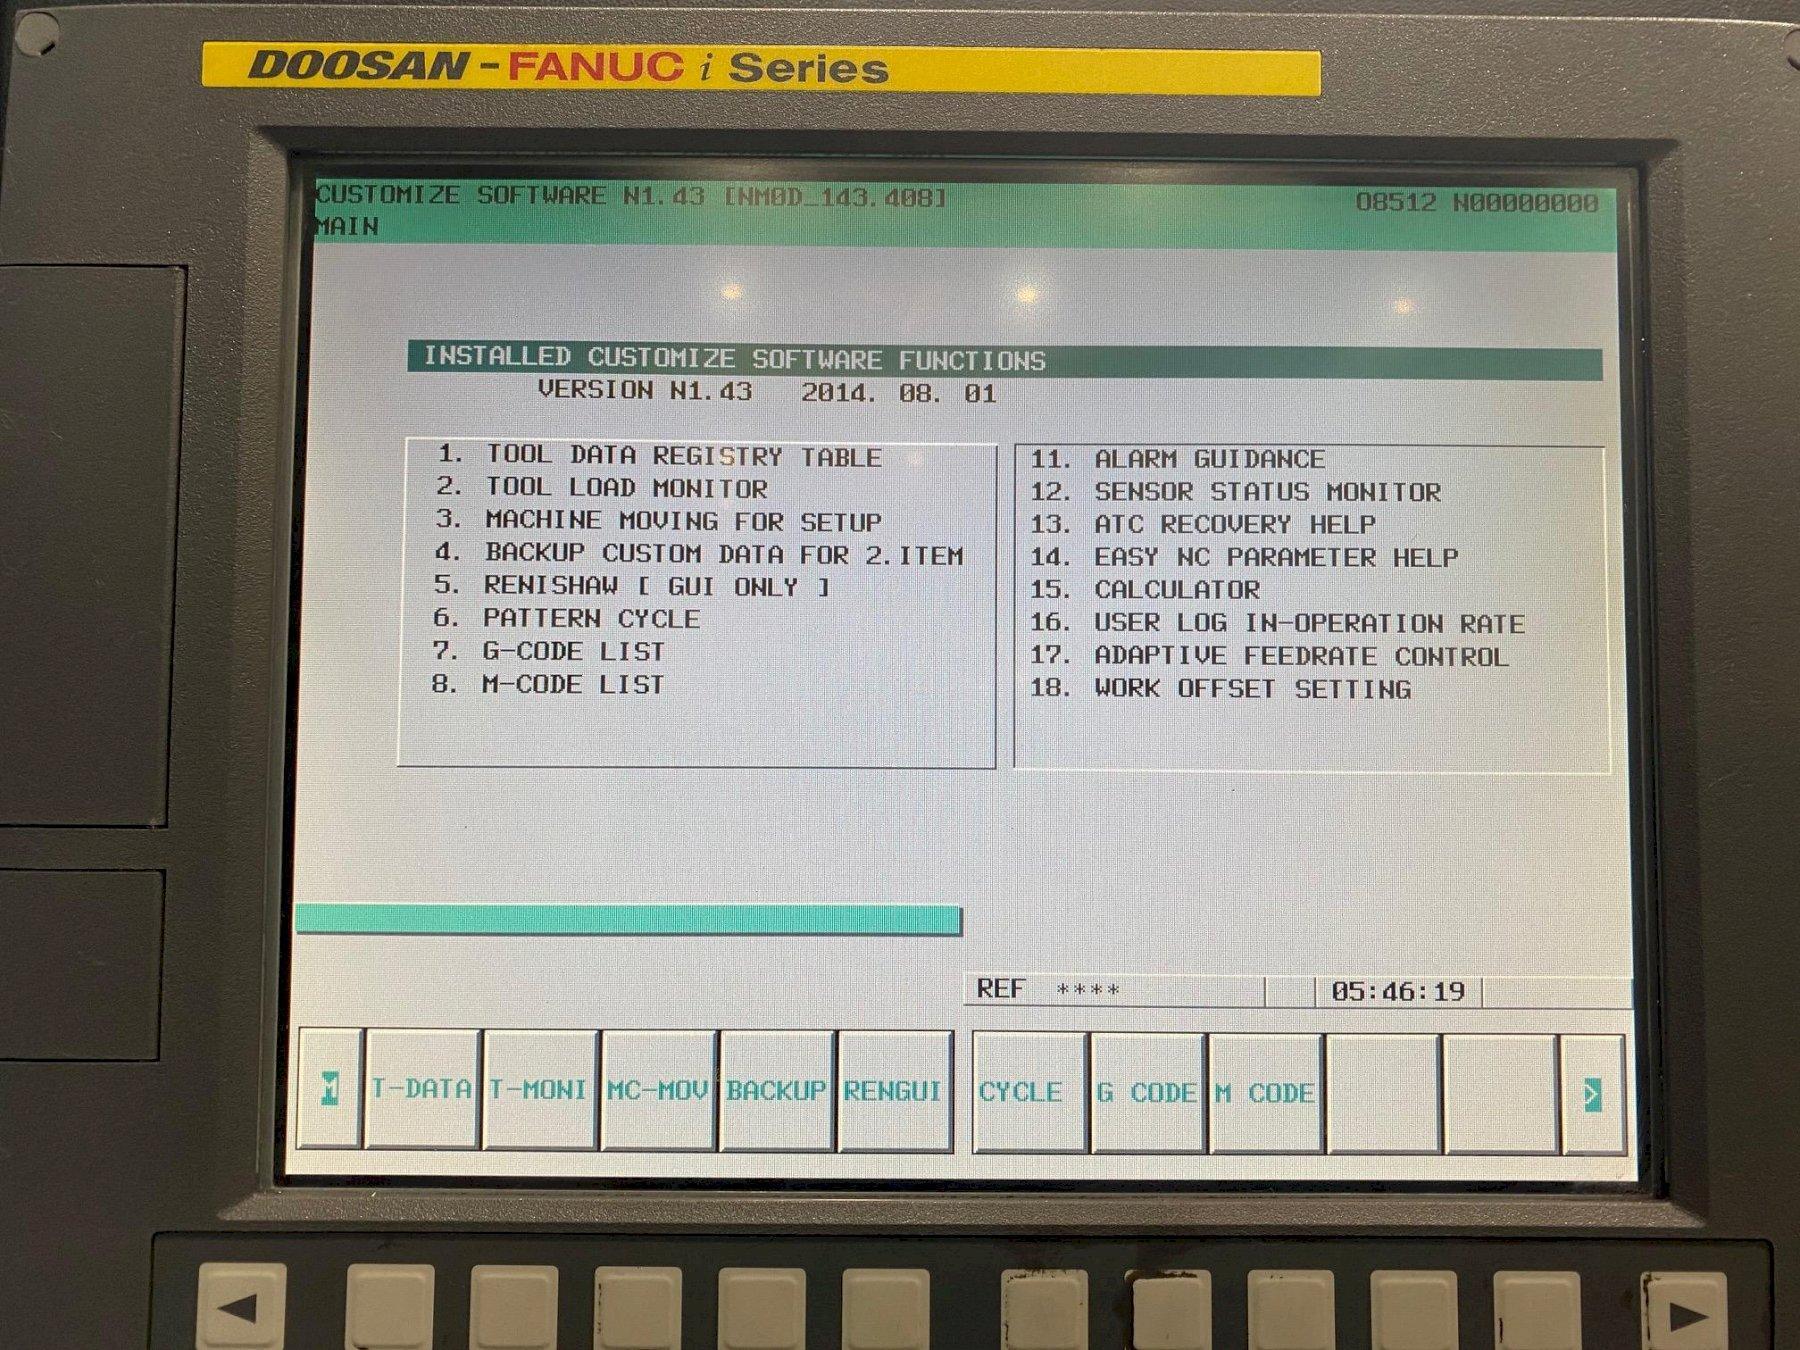 DOOSAN-FANUC i Series
CUSTOMIZE SOFTWARE N1.43 [NM0D_143.408] O8512 N00000000
MAIN
INSTALLED CUSTOMIZE SOFTWARE FUNCTIONS
VERSION N1.43 2014. 08. 01
1. TOOL DATA REGISTRY TABLE
2. TOOL LOAD MONITOR
3. MACHINE MOVING FOR SETUP
4. BACKUP CUSTOM DATA FOR 2.ITEM
5. RENISHAW [ GUI ONLY ]
6. PATTERN CYCLE
7. G-CODE LIST
8. M-CODE LIST
11. ALARM GUIDANCE
12. SENSOR STATUS MONITOR
13. ATC RECOVERY HELP
14. EASY NC PARAMETER HELP
15. CALCULATOR
16. USER LOG IN-OPERATION RATE
17. ADAPTIVE FEEDRATE CONTROL
18. WORK OFFSET SETTING
REF **** 05:46:19
M T-DATA T-MONI MC-MOV BACKUP RENGUI CYCLE G CODE M CODE >